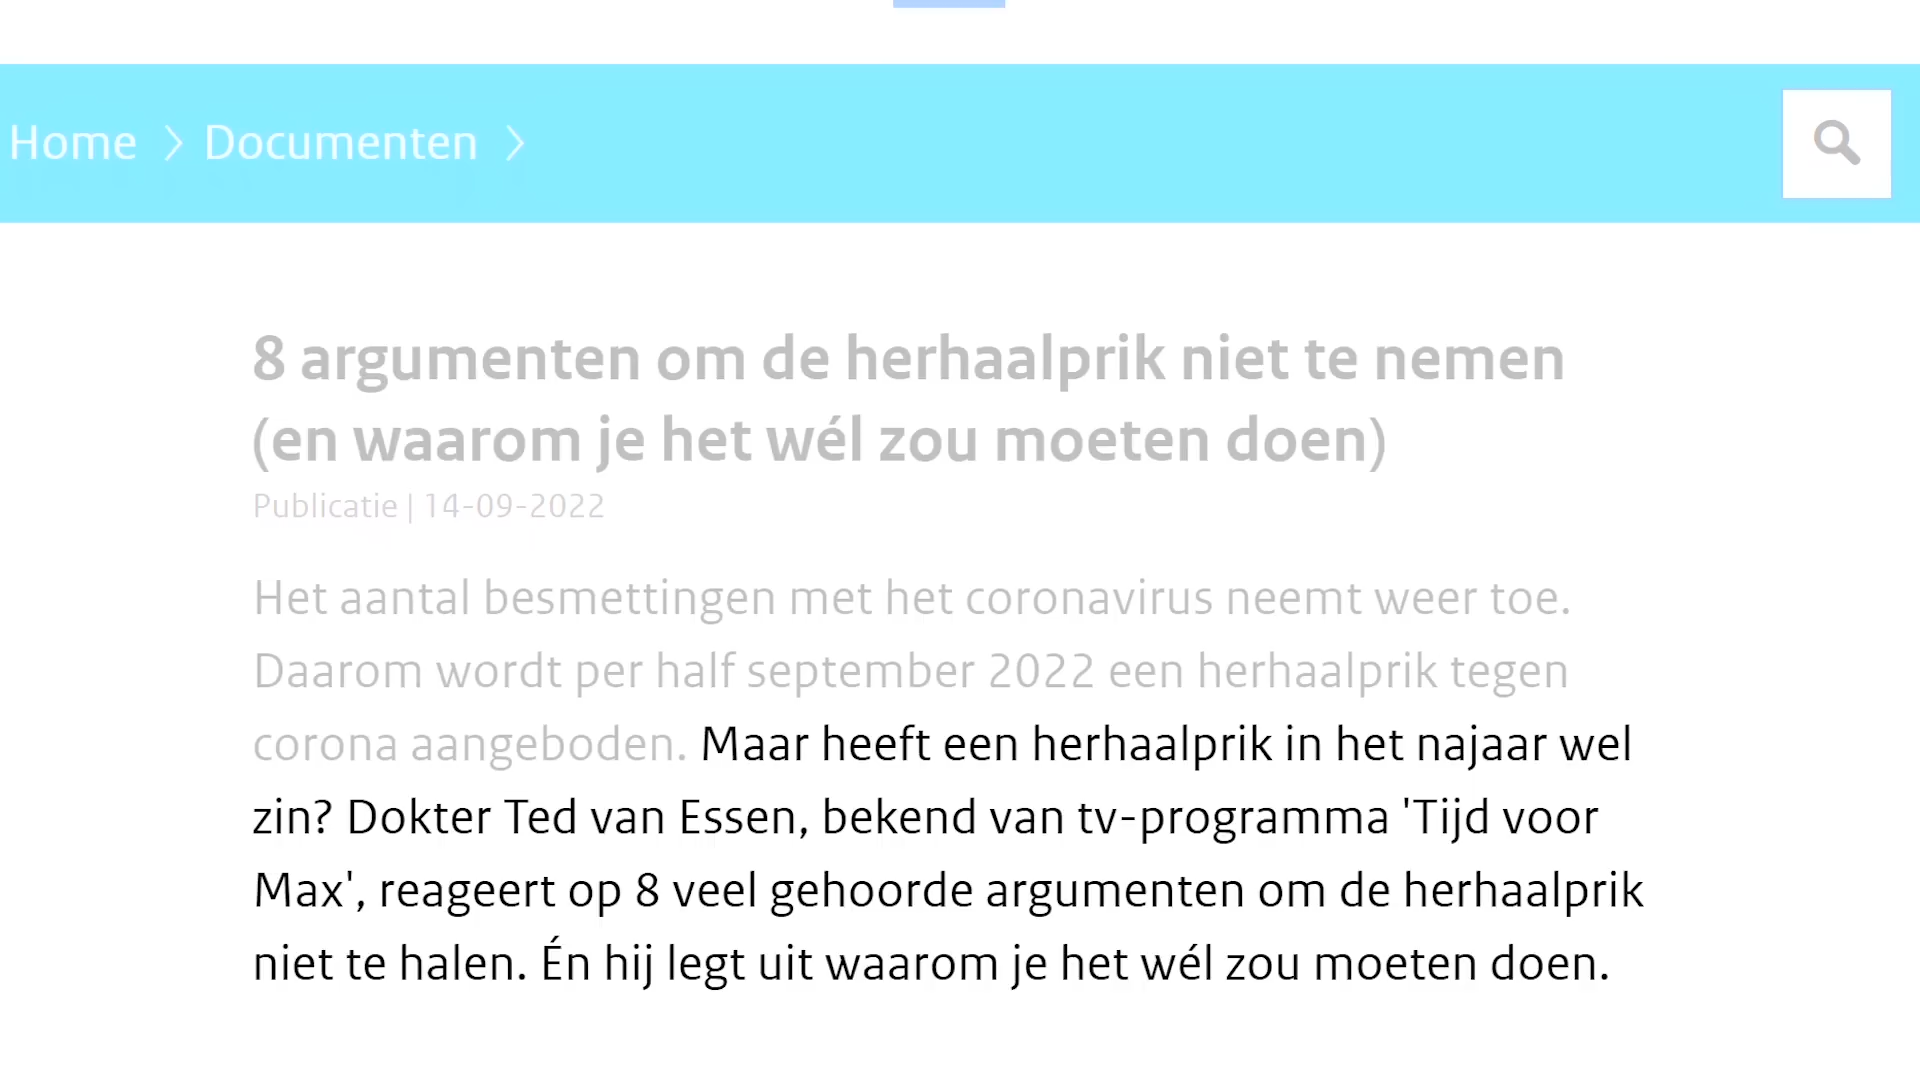 Home > Documenten >
8 argumenten om de herhaalprik niet te nemen
(en waarom je het wél zou moeten doen)
Publicatie | 14-09-2022
Het aantal besmettingen met het coronavirus neemt weer toe.
Daarom wordt per half september 2022 een herhaalprik tegen
corona aangeboden. Maar heeft een herhaalprik in het najaar wel
zin? Dokter Ted van Essen, bekend van tv-programma 'Tijd voor
Max', reageert op 8 veel gehoorde argumenten om de herhaalprik
niet te halen. Én hij legt uit waarom je het wél zou moeten doen.